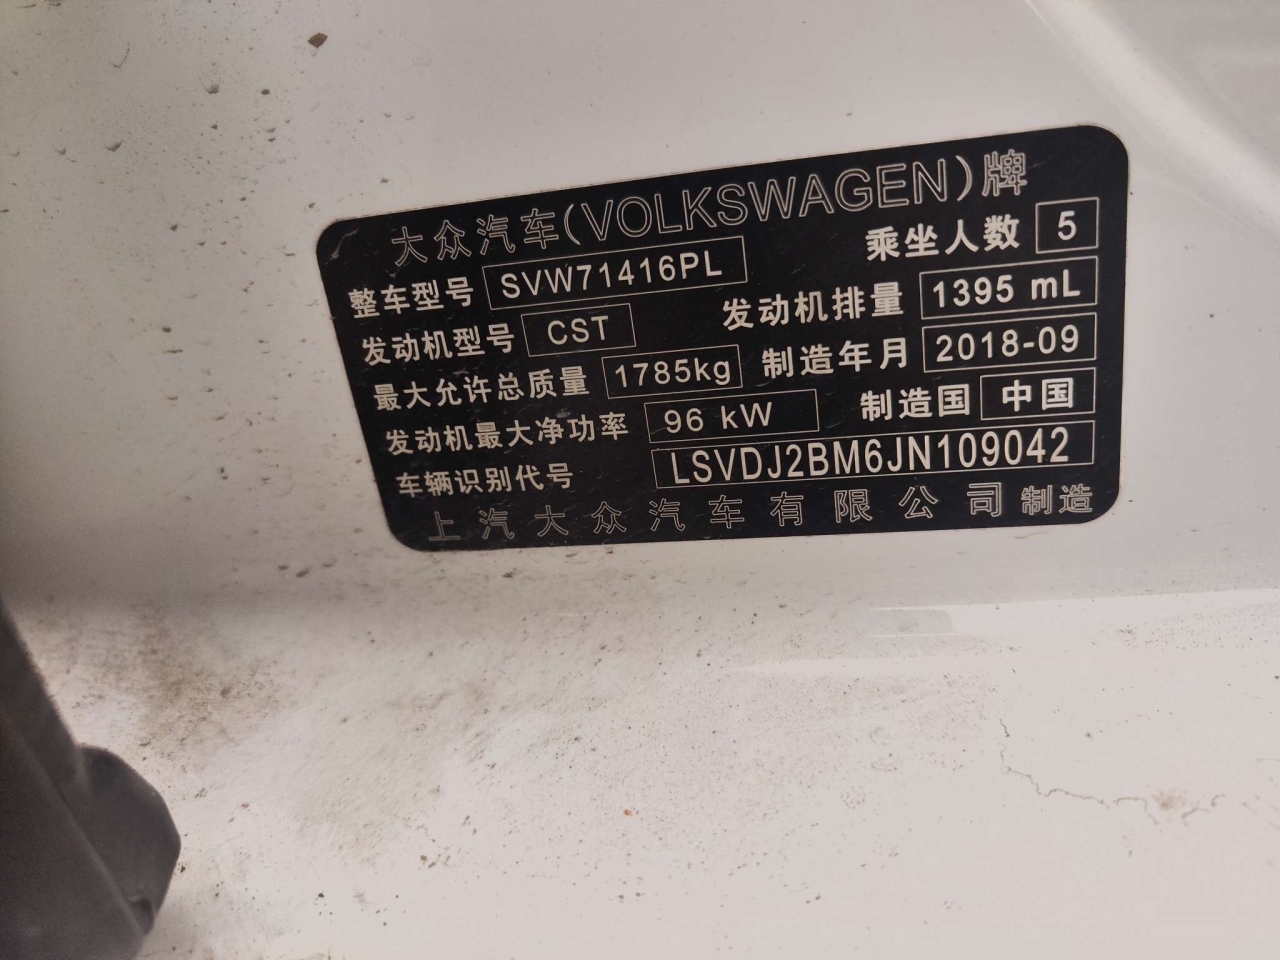 大众汽车(VOLKSWAGEN)牌
整车型号 SVW71416PL 乘坐人数 5
发动机型号 CST 发动机排量 1395 mL
最大允许总质量 1785kg 制造年月 2018-09
发动机最大净功率 96 kW 制造国 中国
车辆识别代号 LSVDJ2BM6JN109042
上汽大众汽车有限公司制造